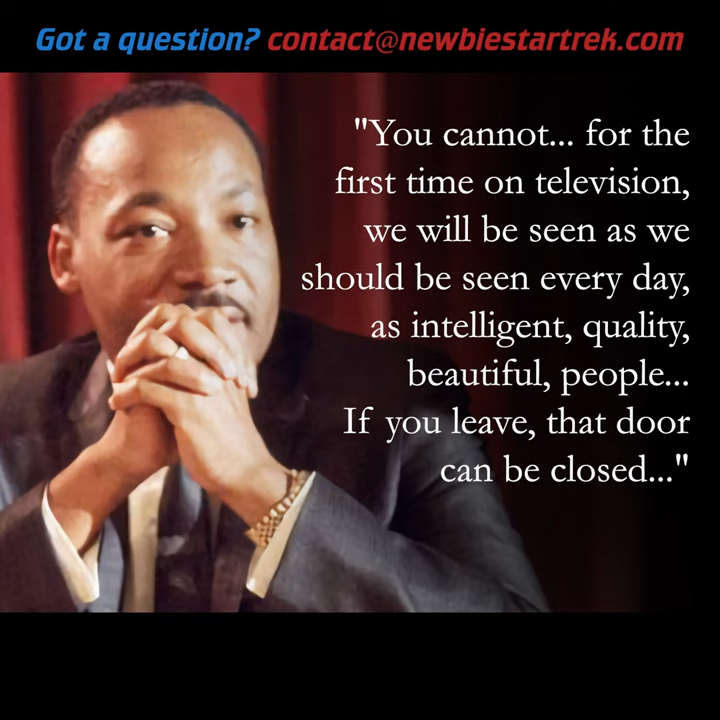 Got a question? contact@newbiestartrek.com
"You cannot... for the
first time on television,
we will be seen as we
should be seen every day,
as intelligent, quality,
beautiful, people...
If you leave, that door
can be closed..."